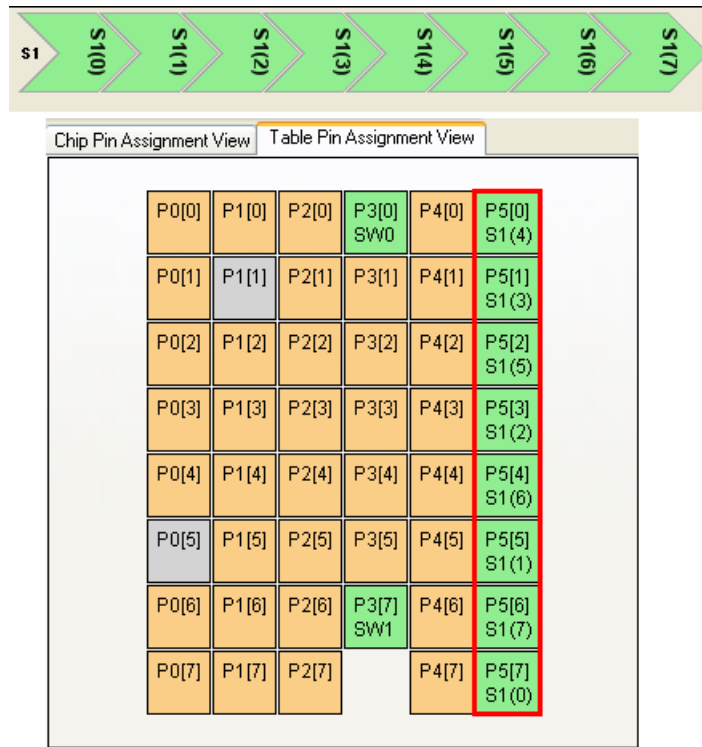 S1 S1(0) S1(1) S1(2) S1(3) S1(4) S1(5) S1(6) S1(7)
Chip Pin Assignment View Table Pin Assignment View
P0[0] P1[0] P2[0] P3[0] P4[0] P5[0]
SW0 S1(4)
P0[1] P1[1] P2[1] P3[1] P4[1] P5[1]
S1(3)
P0[2] P1[2] P2[2] P3[2] P4[2] P5[2]
S1(5)
P0[3] P1[3] P2[3] P3[3] P4[3] P5[3]
S1(2)
P0[4] P1[4] P2[4] P3[4] P4[4] P5[4]
S1(6)
P0[5] P1[5] P2[5] P3[5] P4[5] P5[5]
S1(1)
P0[6] P1[6] P2[6] P3[7] P4[6] P5[6]
SW1 S1(7)
P0[7] P1[7] P2[7] P4[7] P5[7]
S1(0)